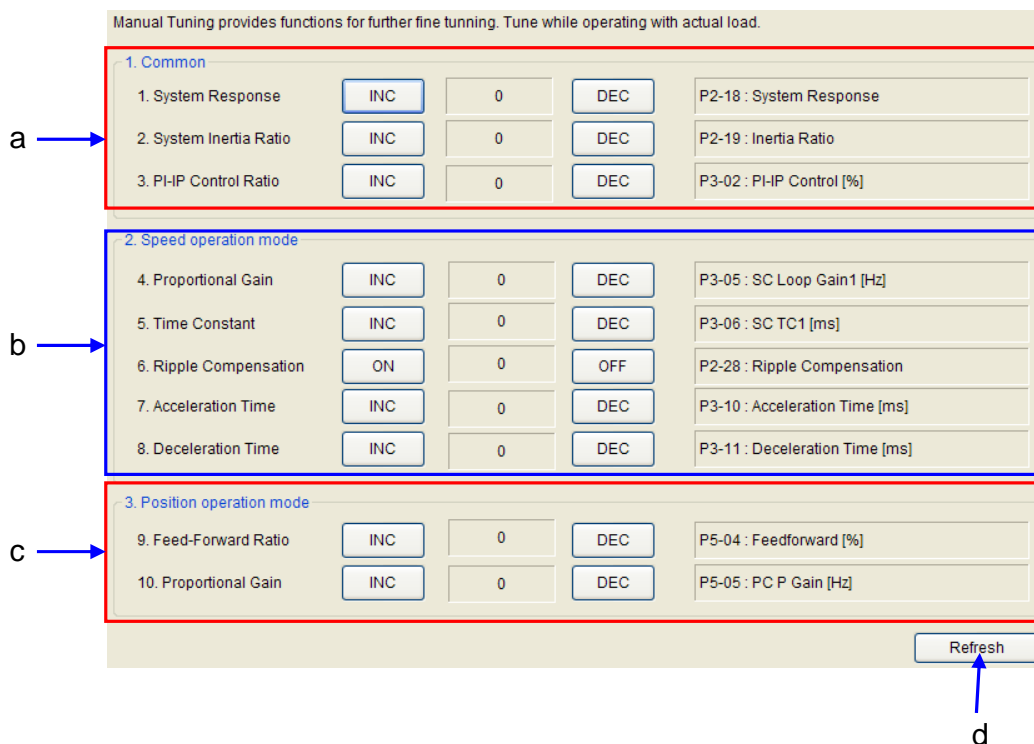 Manual Tuning provides functions for further fine tunning. Tune while operating with actual load.
1. Common
1. System Response INC 0 DEC P2-18 : System Response
a
2. System Inertia Ratio INC 0 DEC P2-19 : Inertia Ratio
3. PI-IP Control Ratio INC 0 DEC P3-02 : PI-IP Control [%]
2. Speed operation mode
4. Proportional Gain INC 0 DEC P3-05 : SC Loop Gain1 [Hz]
5. Time Constant INC 0 DEC P3-06 : SC TC1 [ms]
b
6. Ripple Compensation ON 0 OFF P2-28 : Ripple Compensation
7. Acceleration Time INC 0 DEC P3-10 : Acceleration Time [ms]
8. Deceleration Time INC 0 DEC P3-11 : Deceleration Time [ms]
3. Position operation mode
9. Feed-Forward Ratio INC 0 DEC P5-04 : Feedforward [%]
c
10. Proportional Gain INC 0 DEC P5-05 : PC P Gain [Hz]
Refresh
d